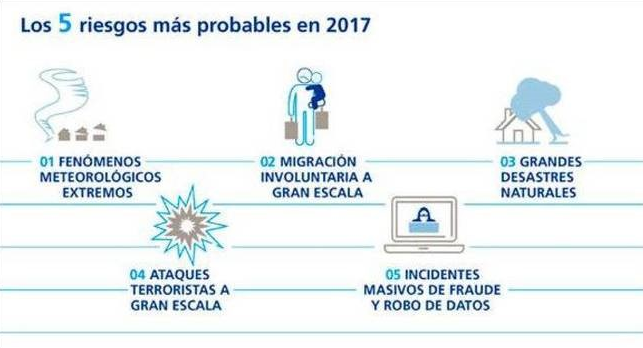 Los 5 riesgos más probables en 2017
01 FENÓMENOS
METEOROLÓGICOS
EXTREMOS
02 MIGRACIÓN
INVOLUNTARIA A
GRAN ESCALA
03 GRANDES
DESASTRES
NATURALES
04 ATAQUES
TERRORISTAS A
GRAN ESCALA
05 INCIDENTES
MASIVOS DE FRAUDE
Y ROBO DE DATOS